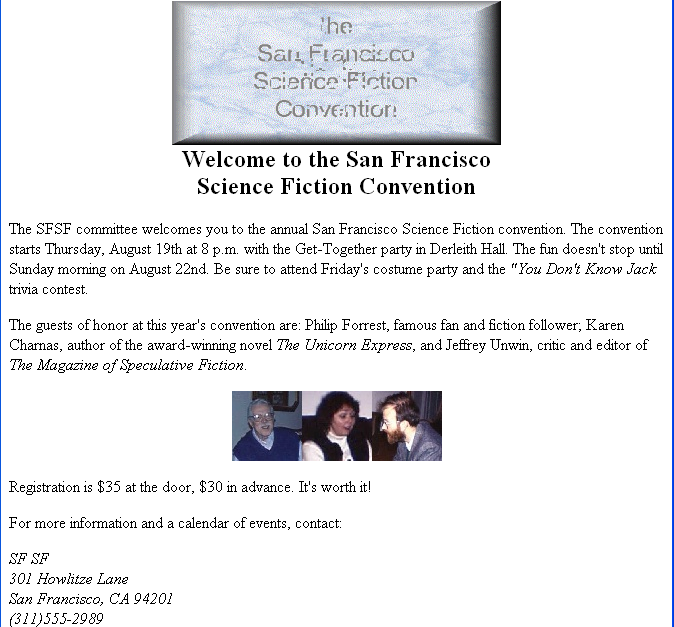 The
San Francisco
Science Fiction
Convention
Welcome to the San Francisco
Science Fiction Convention
The SFSF committee welcomes you to the annual San Francisco Science Fiction convention. The convention
starts Thursday, August 19th at 8 p.m. with the Get-Together party in Derleith Hall. The fun doesn't stop until
Sunday morning on August 22nd. Be sure to attend Friday's costume party and the "You Don't Know Jack
trivia contest.
The guests of honor at this year's convention are: Philip Forrest, famous fan and fiction follower; Karen
Charnas, author of the award-winning novel The Unicorn Express, and Jeffrey Unwin, critic and editor of
The Magazine of Speculative Fiction.
Registration is $35 at the door, $30 in advance. It's worth it!
For more information and a calendar of events, contact:
SF SF
301 Howlitze Lane
San Francisco, CA 94201
(311)555-2989